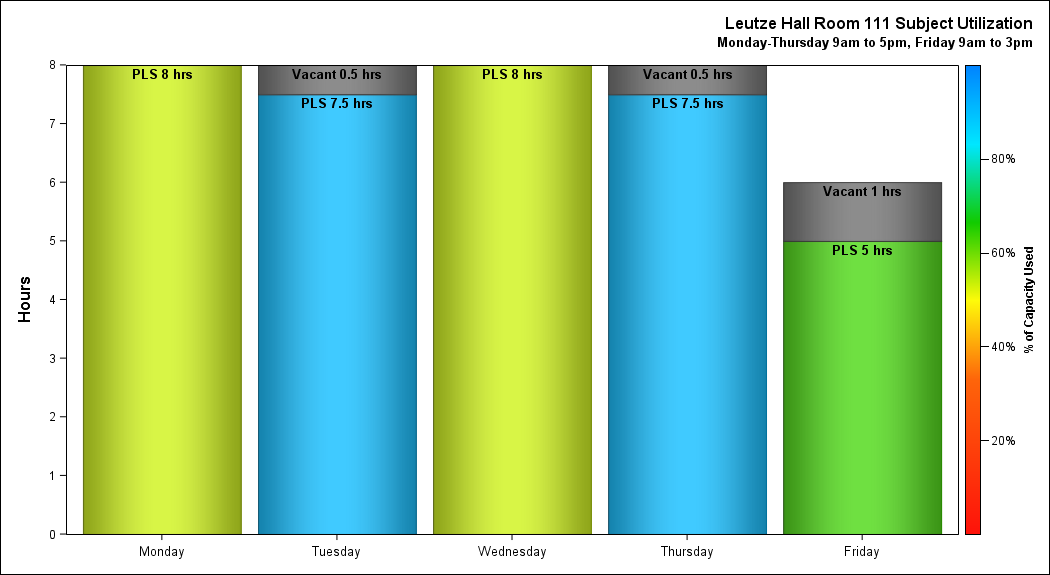 Leutze Hall Room 111 Subject Utilization
Monday-Thursday 9am to 5pm, Friday 9am to 3pm
Hours
8
7
6
5
4
3
2
1
0
PLS 8 hrs
Vacant 0.5 hrs
PLS 7.5 hrs
PLS 8 hrs
Vacant 0.5 hrs
PLS 7.5 hrs
Vacant 1 hrs
PLS 5 hrs
Monday
Tuesday
Wednesday
Thursday
Friday
80%
60%
40%
20%
% of Capacity Used